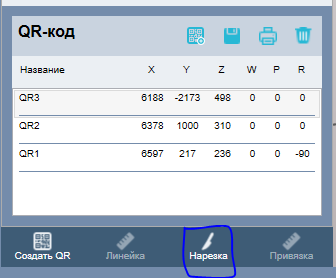 QR-код
Название X Y Z W P R
QR3 6188 -2173 498 0 0 0
QR2 6378 1000 310 0 0 0
QR1 6597 217 236 0 0 -90
Создать QR Линейка Нарезка Привязка